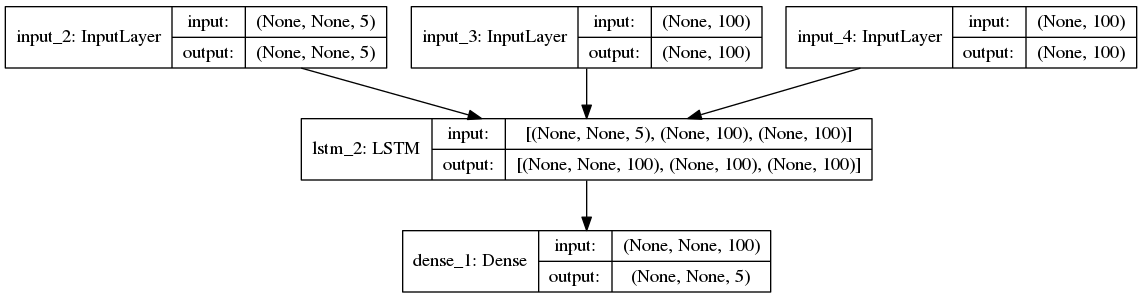 input_2: InputLayer
input: (None, None, 5)
output: (None, None, 5)
input_3: InputLayer
input: (None, 100)
output: (None, 100)
input_4: InputLayer
input: (None, 100)
output: (None, 100)
lstm_2: LSTM
input: [(None, None, 5), (None, 100), (None, 100)]
output: [(None, None, 100), (None, 100), (None, 100)]
dense_1: Dense
input: (None, None, 100)
output: (None, None, 5)